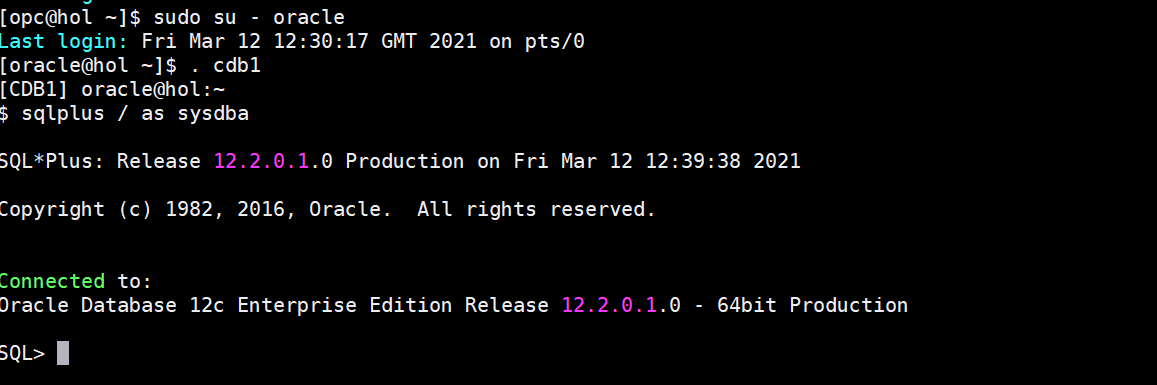 [opc@hol ~]$ sudo su - oracle
Last login: Fri Mar 12 12:30:17 GMT 2021 on pts/0
[oracle@hol ~]$ . cdb1
[CDB1] oracle@hol:~
$ sqlplus / as sysdba
SQL*Plus: Release 12.2.0.1.0 Production on Fri Mar 12 12:39:38 2021
Copyright (c) 1982, 2016, Oracle.  All rights reserved.
Connected to:
Oracle Database 12c Enterprise Edition Release 12.2.0.1.0 - 64bit Production
SQL>